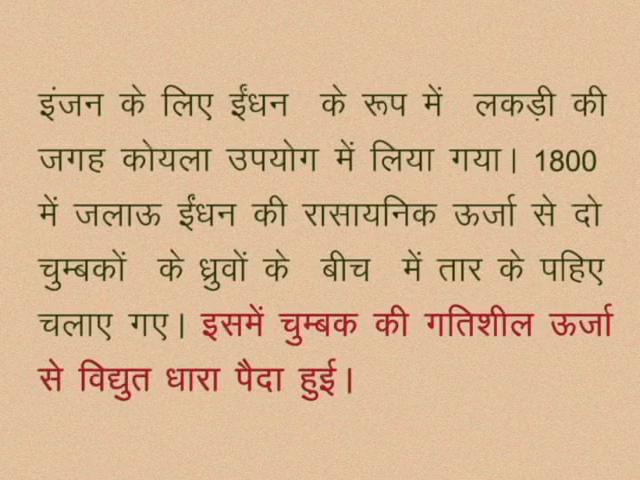 इंजन के लिए ईंधन के रूप में लकड़ी की
जगह कोयला उपयोग में लिया गया। 1800
में जलाऊ ईंधन की रासायनिक ऊर्जा से दो
चुम्बकों के ध्रुवों के बीच में तार के पहिए
चलाए गए। इसमें चुम्बक की गतिशील ऊर्जा
से विद्युत धारा पैदा हुई।